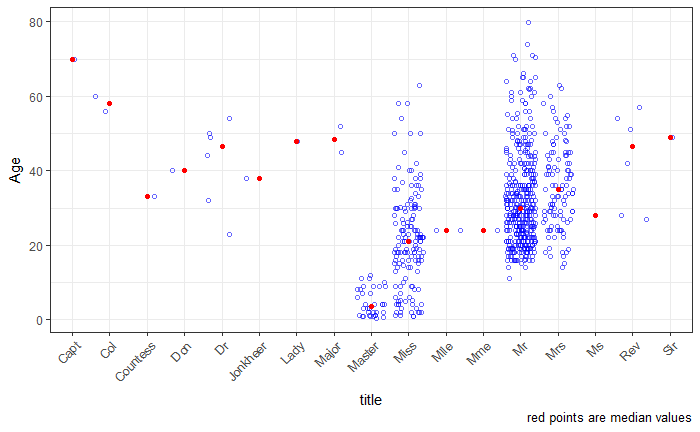 80
60
40
20
0
Age
Capt
Col
Countess
Don
Dr
Jonkheer
Lady
Major
Master
Miss
Mlle
Mme
Mr
Mrs
Ms
Rev
Sir
title
red points are median values